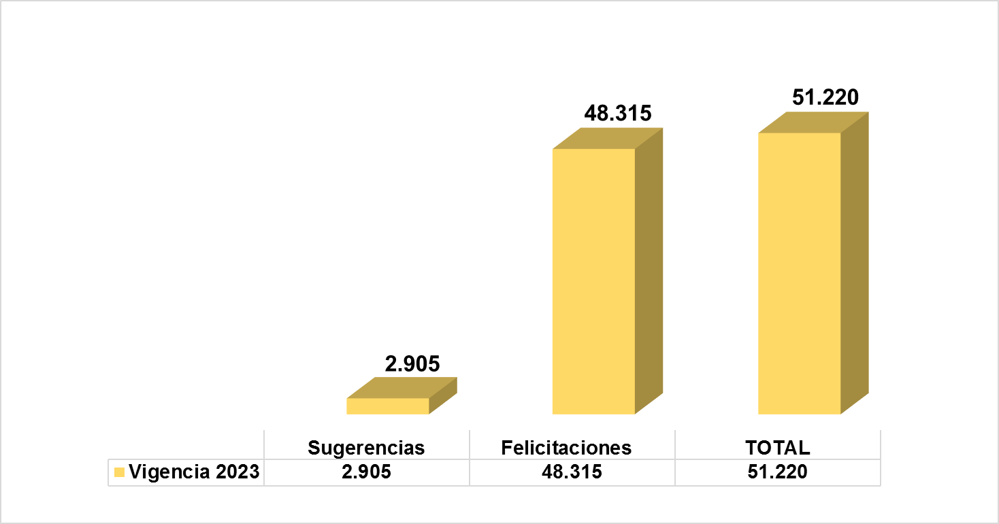 51.220
48.315
2.905
Sugerencias Felicitaciones TOTAL
Vigencia 2023 2.905 48.315 51.220